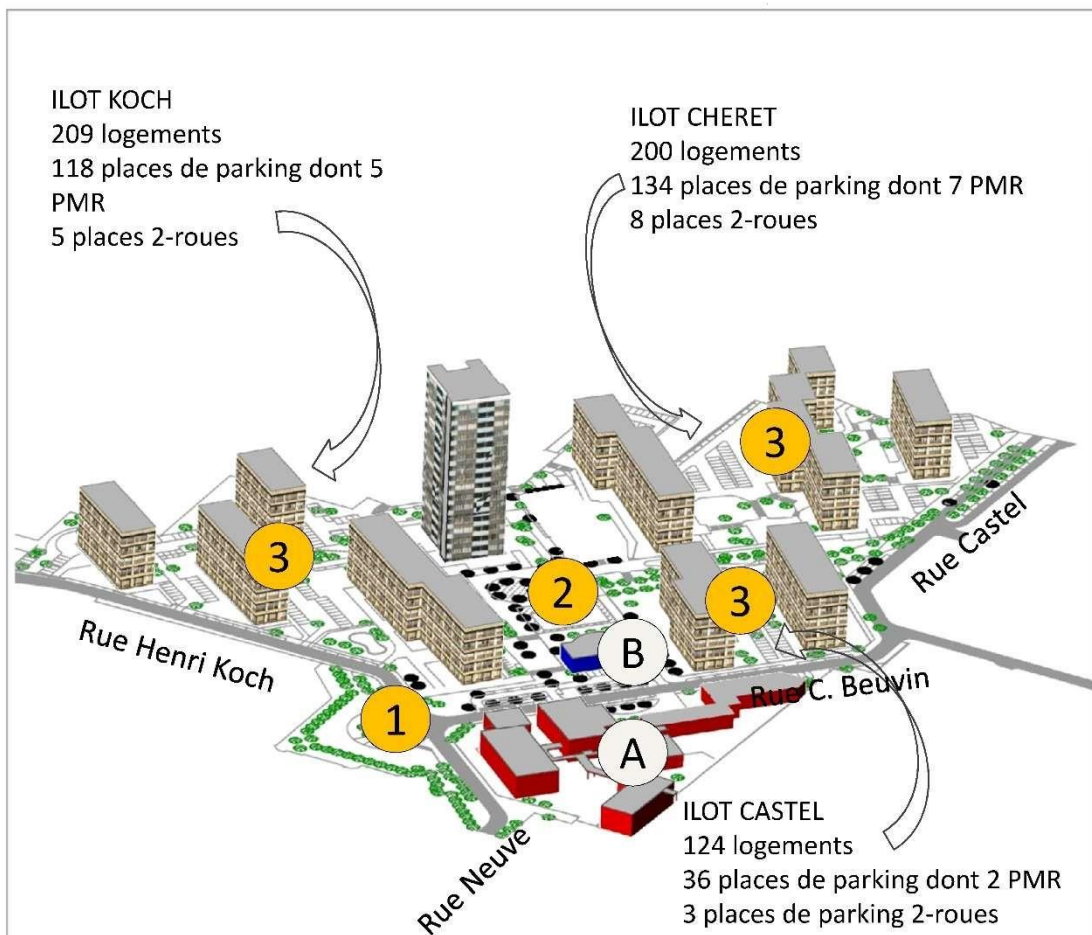 ILOT KOCH
209 logements
118 places de parking dont 5
PMR
5 places 2-roues
ILOT CHERET
200 logements
134 places de parking dont 7 PMR
8 places 2-roues
3
3
2
3
Rue Castel
Rue Henri Koch
B
Rue C. Beuvin
1
A
Rue Neuve
ILOT CASTEL
124 logements
36 places de parking dont 2 PMR
3 places de parking 2-roues